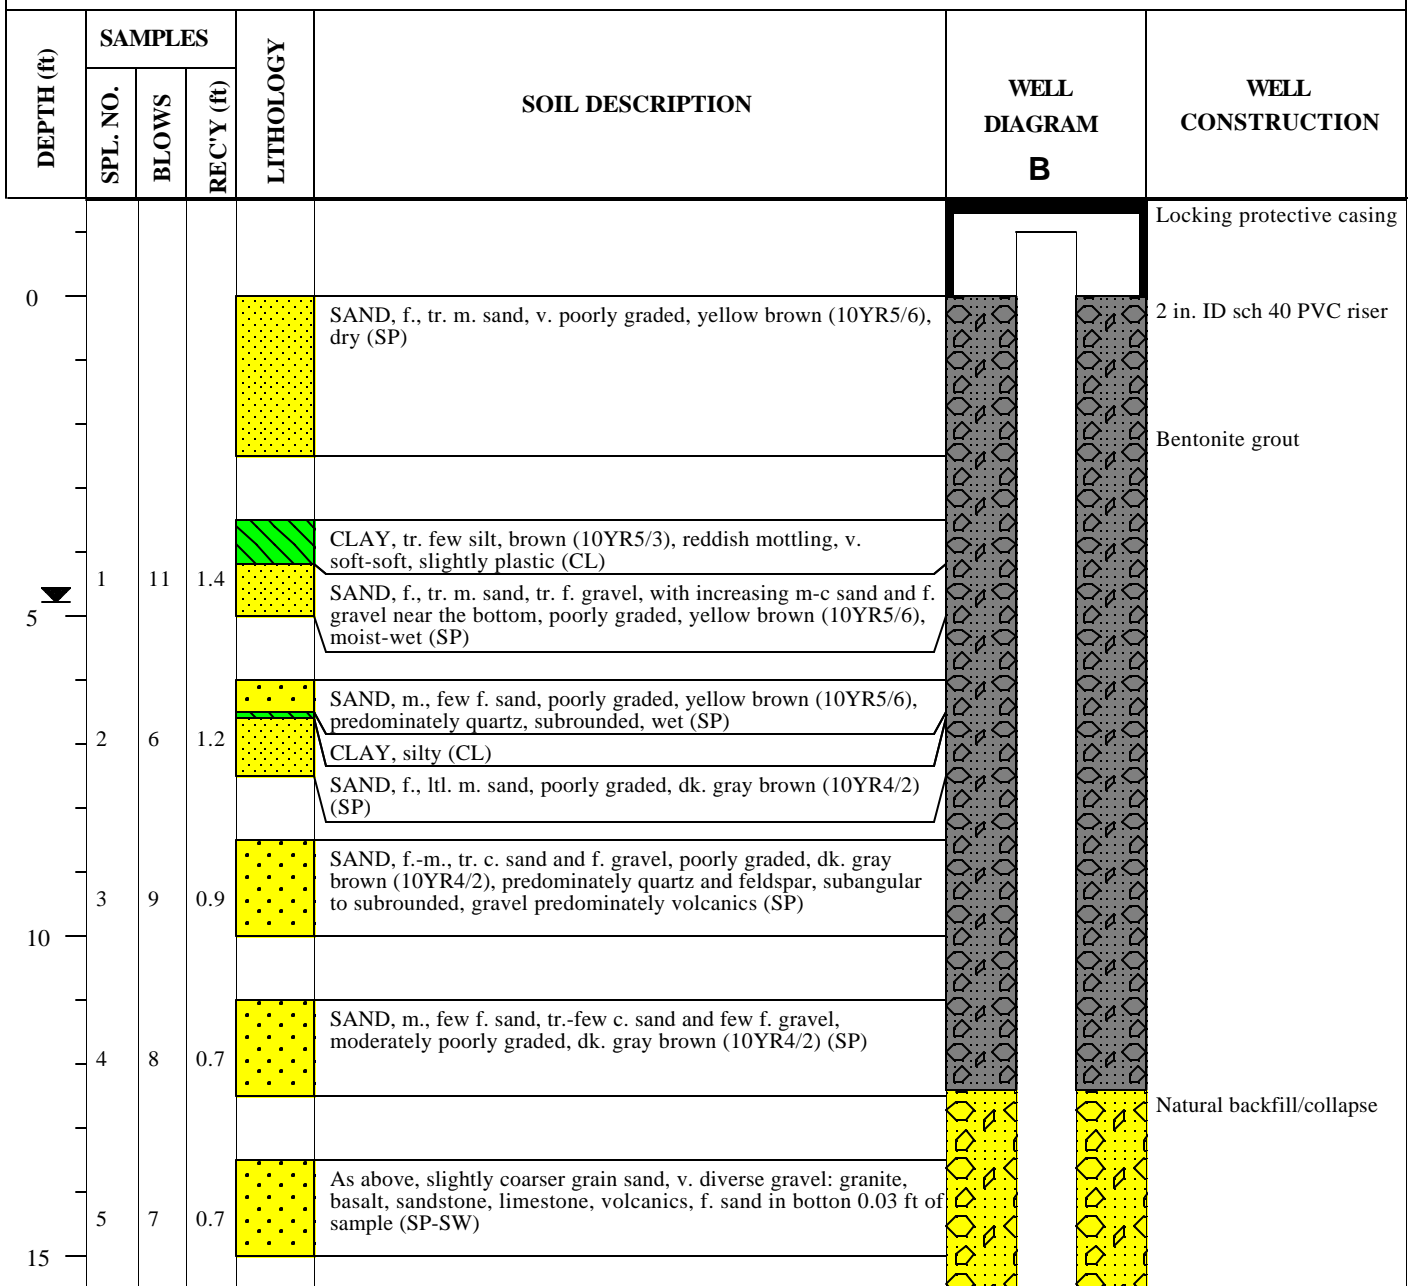 DEPTH (ft)
SAMPLES
SPL. NO.
BLOWS
REC'Y (ft)
LITHOLOGY
SOIL DESCRIPTION
WELL
DIAGRAM
B
WELL
CONSTRUCTION
Locking protective casing
0
SAND, f., tr. m. sand, v. poorly graded, yellow brown (10YR5/6),
dry (SP)
2 in. ID sch 40 PVC riser
Bentonite grout
CLAY, tr. few silt, brown (10YR5/3), reddish mottling, v.
soft-soft, slightly plastic (CL)
1 11 1.4
SAND, f., tr. m. sand, tr. f. gravel, with increasing m-c sand and f.
gravel near the bottom, poorly graded, yellow brown (10YR5/6),
moist-wet (SP)
5
SAND, m., few f. sand, poorly graded, yellow brown (10YR5/6),
predominately quartz, subrounded, wet (SP)
2 6 1.2
CLAY, silty (CL)
SAND, f., ltl. m. sand, poorly graded, dk. gray brown (10YR4/2)
(SP)
SAND, f.-m., tr. c. sand and f. gravel, poorly graded, dk. gray
brown (10YR4/2), predominately quartz and feldspar, subangular
to subrounded, gravel predominately volcanics (SP)
3 9 0.9
10
SAND, m., few f. sand, tr.-few c. sand and few f. gravel,
moderately poorly graded, dk. gray brown (10YR4/2) (SP)
4 8 0.7
Natural backfill/collapse
As above, slightly coarser grain sand, v. diverse gravel: granite,
basalt, sandstone, limestone, volcanics, f. sand in botton 0.03 ft of
sample (SP-SW)
5 7 0.7
15